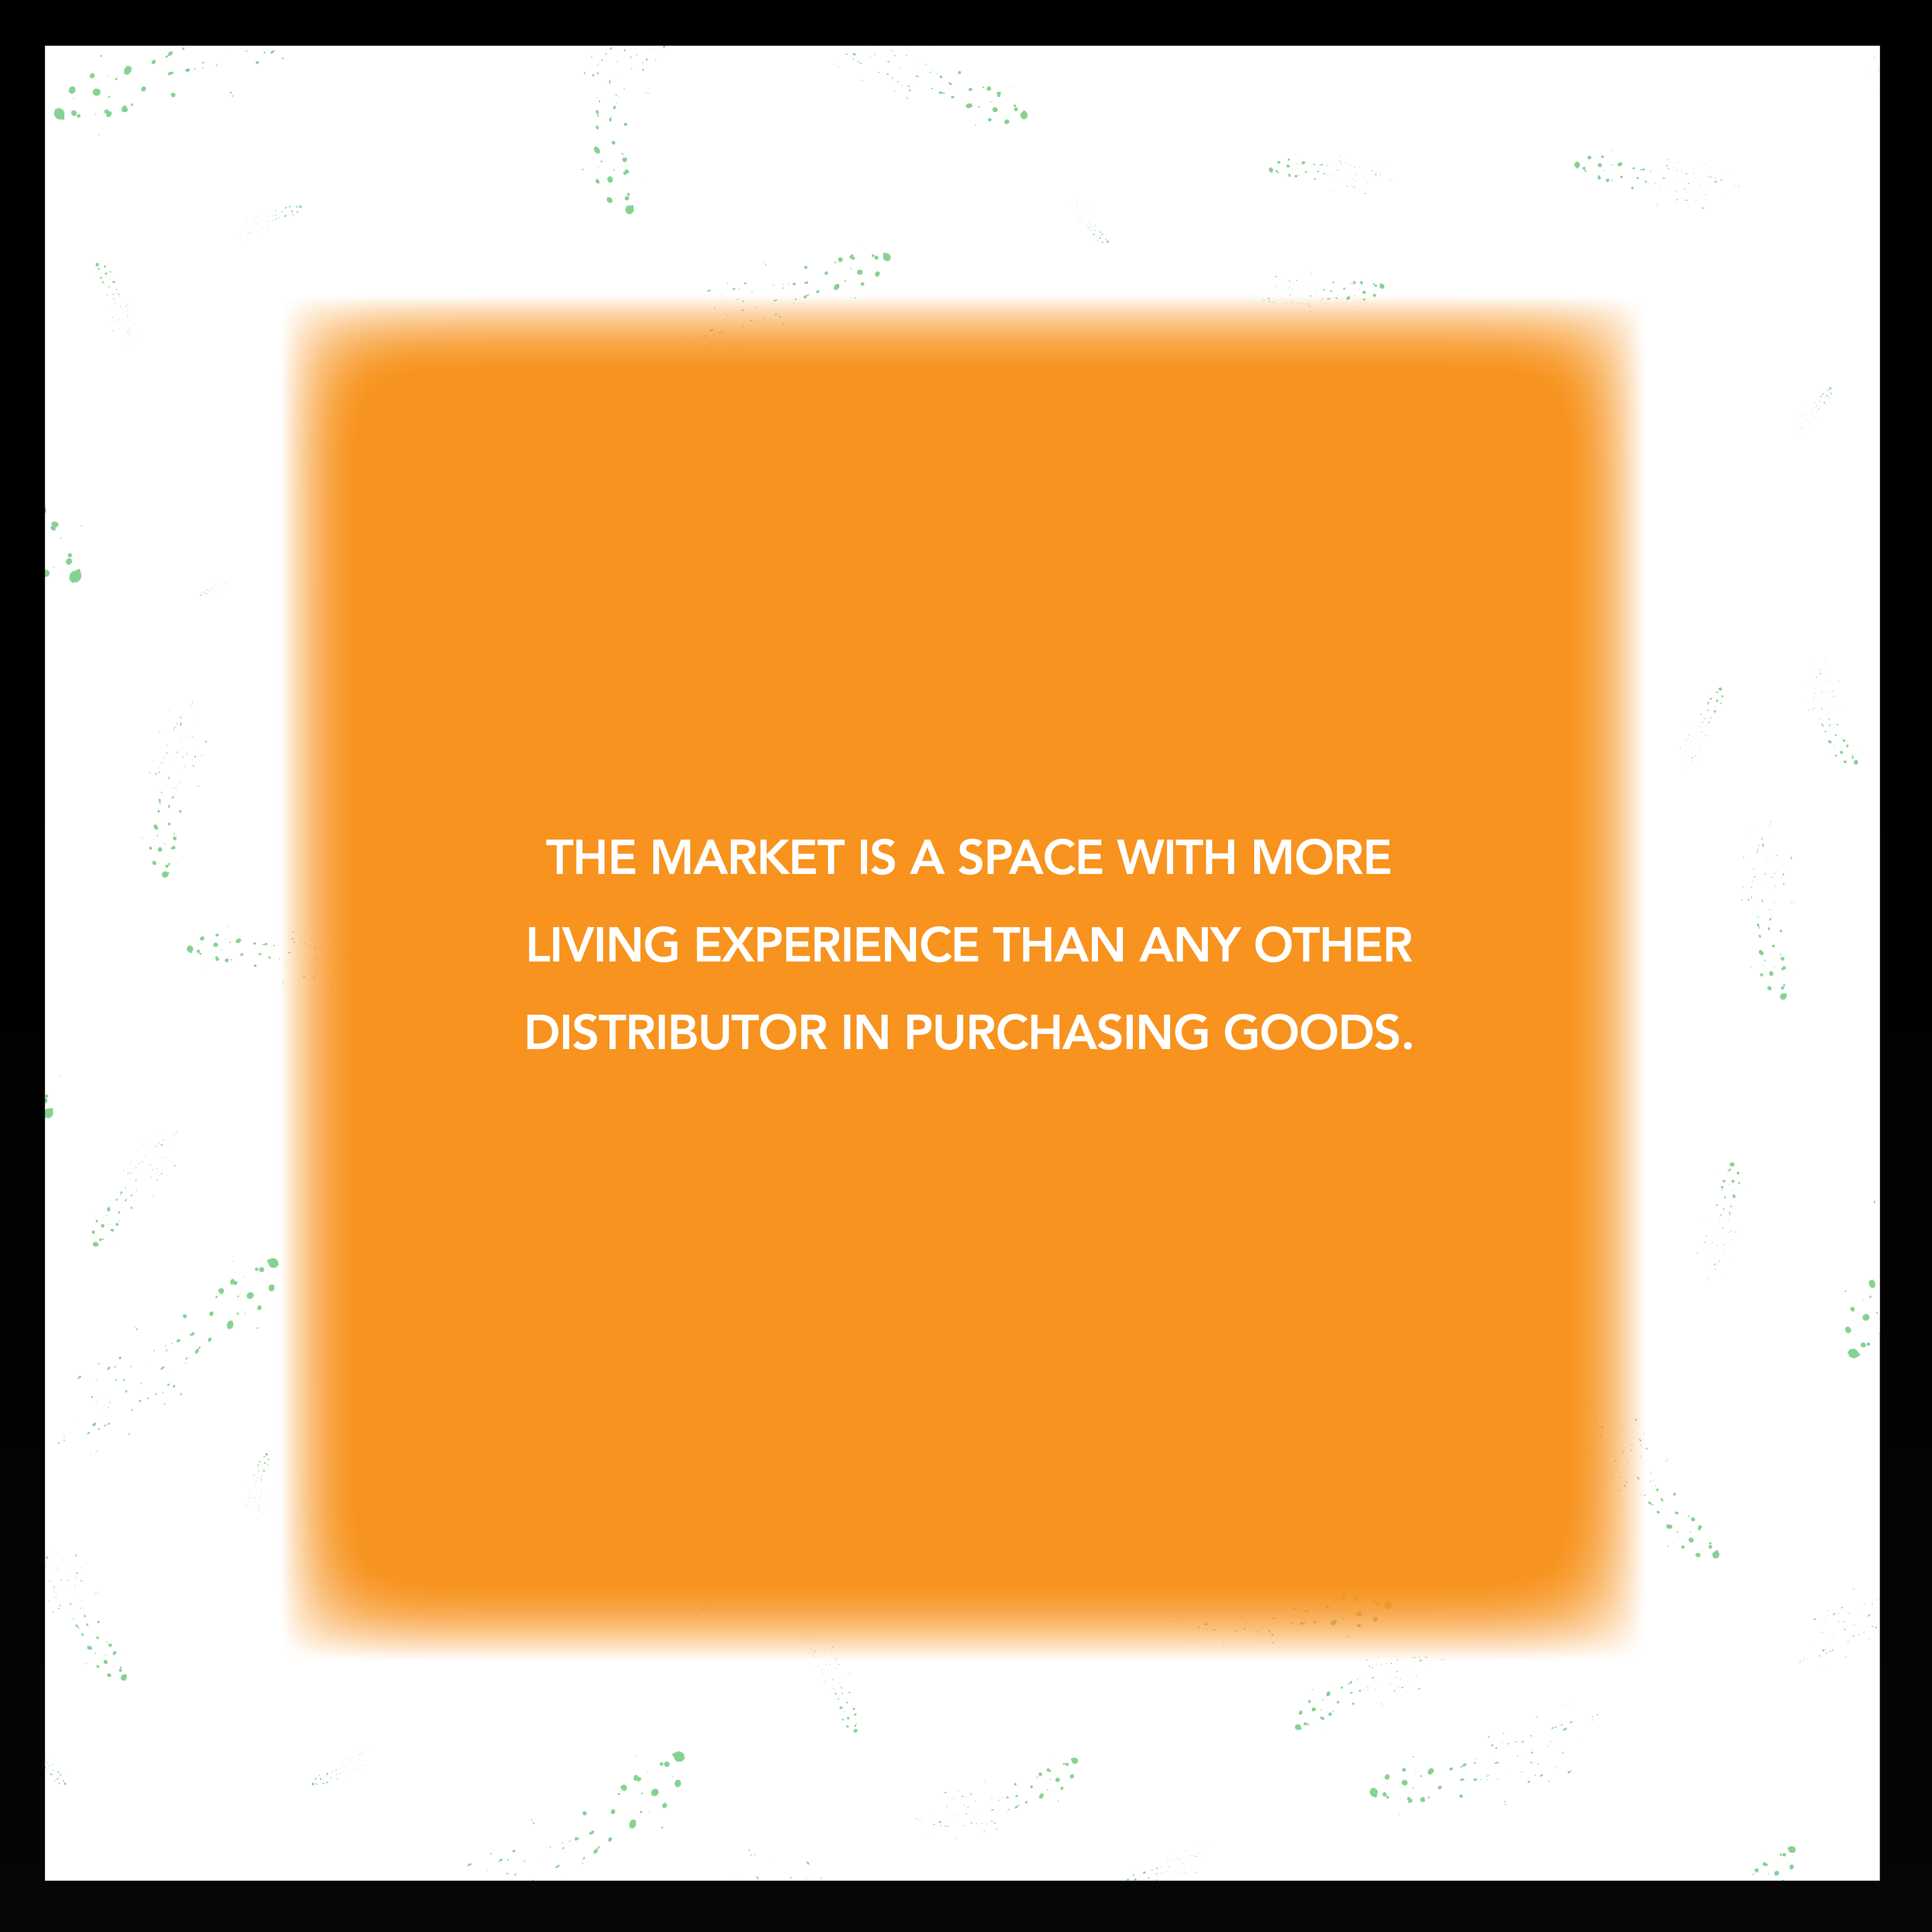 THE MARKET IS A SPACE WITH MORE
LIVING EXPERIENCE THAN ANY OTHER
DISTRIBUTOR IN PURCHASING GOODS.